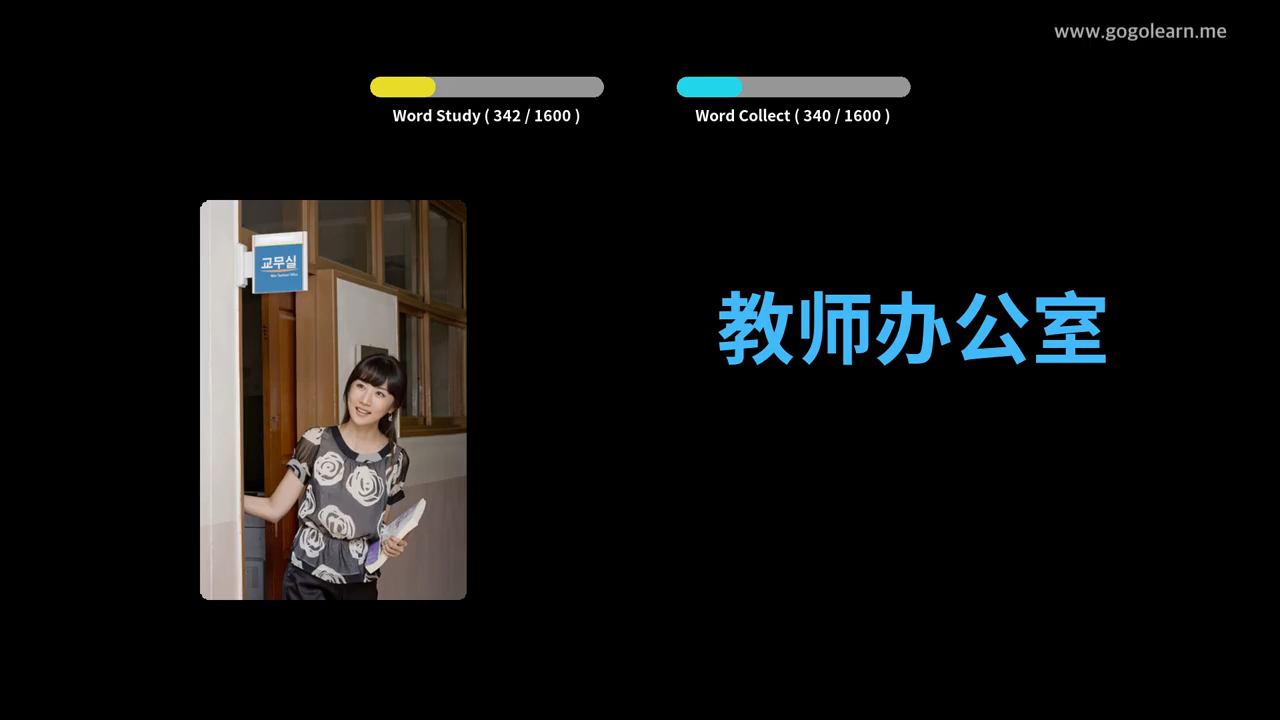 www.gogolearn.me
Word Study ( 342 / 1600 )
Word Collect ( 340 / 1600 )
교무실
教师办公室